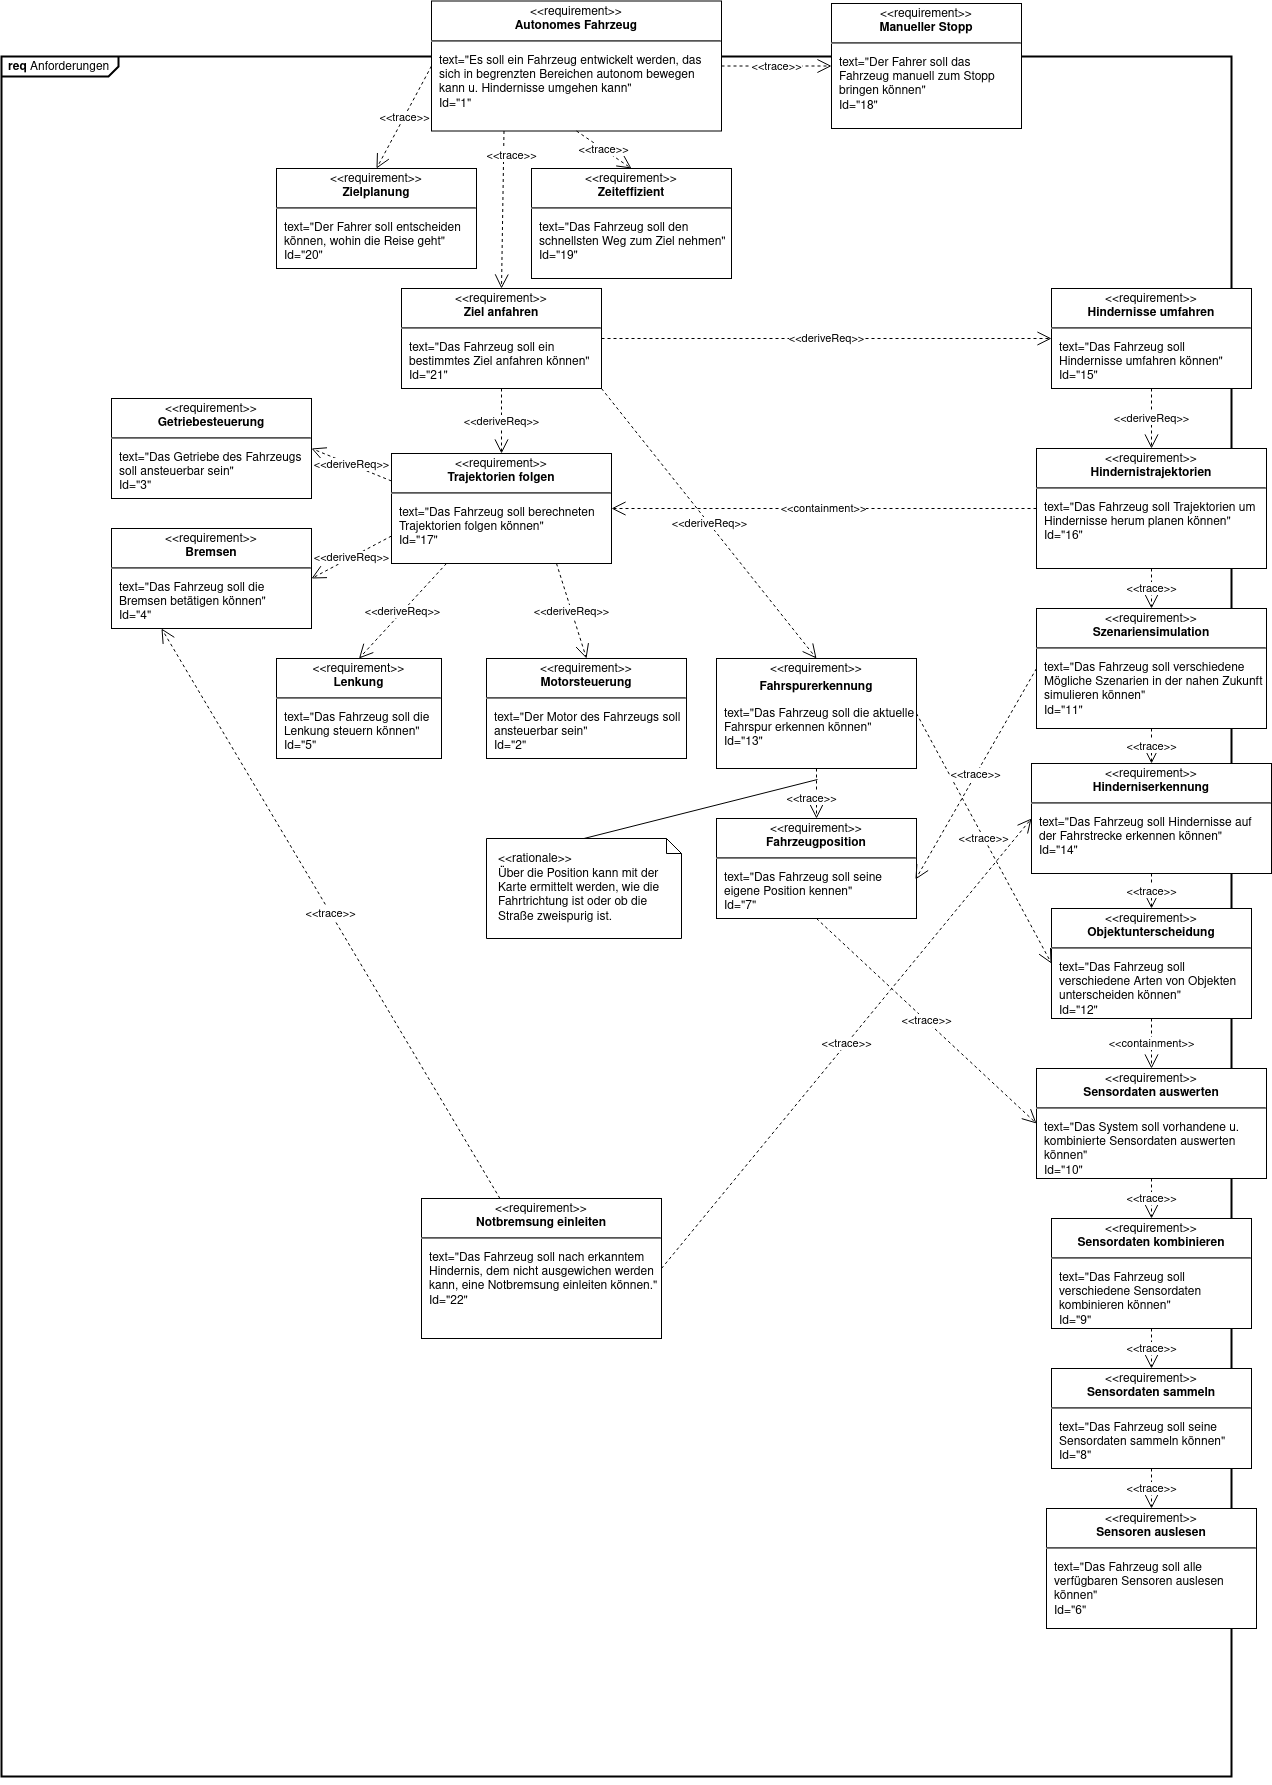 <<requirement>>
Autonomes Fahrzeug
text="Es soll ein Fahrzeug entwickelt werden, das
sich in begrenzten Bereichen autonom bewegen
kann u. Hindernisse umgehen kann"
Id="1"
<<requirement>>
Manueller Stopp
text="Der Fahrer soll das
Fahrzeug manuell zum Stopp
bringen können"
Id="18"
req Anforderungen
<<trace>>
<<trace>>
<<trace>>
<<trace>>
<<requirement>>
Zielplanung
text="Der Fahrer soll entscheiden
können, wohin die Reise geht"
Id="20"
<<requirement>>
Zeiteffizient
text="Das Fahrzeug soll den
schnellsten Weg zum Ziel nehmen"
Id="19"
<<requirement>>
Ziel anfahren
text="Das Fahrzeug soll ein
bestimmtes Ziel anfahren können"
Id="21"
<<deriveReq>>
<<requirement>>
Hindernisse umfahren
text="Das Fahrzeug soll
Hindernisse umfahren können"
Id="15"
<<deriveReq>>
<<deriveReq>>
<<requirement>>
Getriebesteuerung
text="Das Getriebe des Fahrzeugs
soll ansteuerbar sein"
Id="3"
<<deriveReq>>
<<requirement>>
Trajektorien folgen
text="Das Fahrzeug soll berechneten
Trajektorien folgen können"
Id="17"
<<containment>>
<<deriveReq>>
<<requirement>>
Hindernistrajektorien
text="Das Fahrzeug soll Trajektorien um
Hindernisse herum planen können"
Id="16"
<<requirement>>
Bremsen
text="Das Fahrzeug soll die
Bremsen betätigen können"
Id="4"
<<deriveReq>>
<<deriveReq>>
<<deriveReq>>
<<trace>>
<<requirement>>
Szenariensimulation
text="Das Fahrzeug soll verschiedene
Mögliche Szenarien in der nahen Zukunft
simulieren können"
Id="11"
<<requirement>>
Lenkung
text="Das Fahrzeug soll die
Lenkung steuern können"
Id="5"
<<requirement>>
Motorsteuerung
text="Der Motor des Fahrzeugs soll
ansteuerbar sein"
Id="2"
<<requirement>>
Fahrspurerkennung
text="Das Fahrzeug soll die aktuelle
Fahrspur erkennen können"
Id="13"
<<trace>>
<<trace>>
<<requirement>>
Hinderniserkennung
text="Das Fahrzeug soll Hindernisse auf
der Fahrstrecke erkennen können"
Id="14"
<<trace>>
<<trace>>
<<requirement>>
Fahrzeugposition
text="Das Fahrzeug soll seine
eigene Position kennen"
Id="7"
<<rationale>>
Über die Position kann mit der
Karte ermittelt werden, wie die
Fahrtrichtung ist oder ob die
Straße zweispurig ist.
<<trace>>
<<trace>>
<<requirement>>
Objektunterscheidung
text="Das Fahrzeug soll
verschiedene Arten von Objekten
unterscheiden können"
Id="12"
<<trace>>
<<trace>>
<<containment>>
<<requirement>>
Sensordaten auswerten
text="Das System soll vorhandene u.
kombinierte Sensordaten auswerten
können"
Id="10"
<<trace>>
<<requirement>>
Notbremsung einleiten
text="Das Fahrzeug soll nach erkanntem
Hindernis, dem nicht ausgewichen werden
kann, eine Notbremsung einleiten können."
Id="22"
<<requirement>>
Sensordaten kombinieren
text="Das Fahrzeug soll
verschiedene Sensordaten
kombinieren können"
Id="9"
<<trace>>
<<requirement>>
Sensordaten sammeln
text="Das Fahrzeug soll seine
Sensordaten sammeln können"
Id="8"
<<trace>>
<<requirement>>
Sensoren auslesen
text="Das Fahrzeug soll alle
verfügbaren Sensoren auslesen
können"
Id="6"